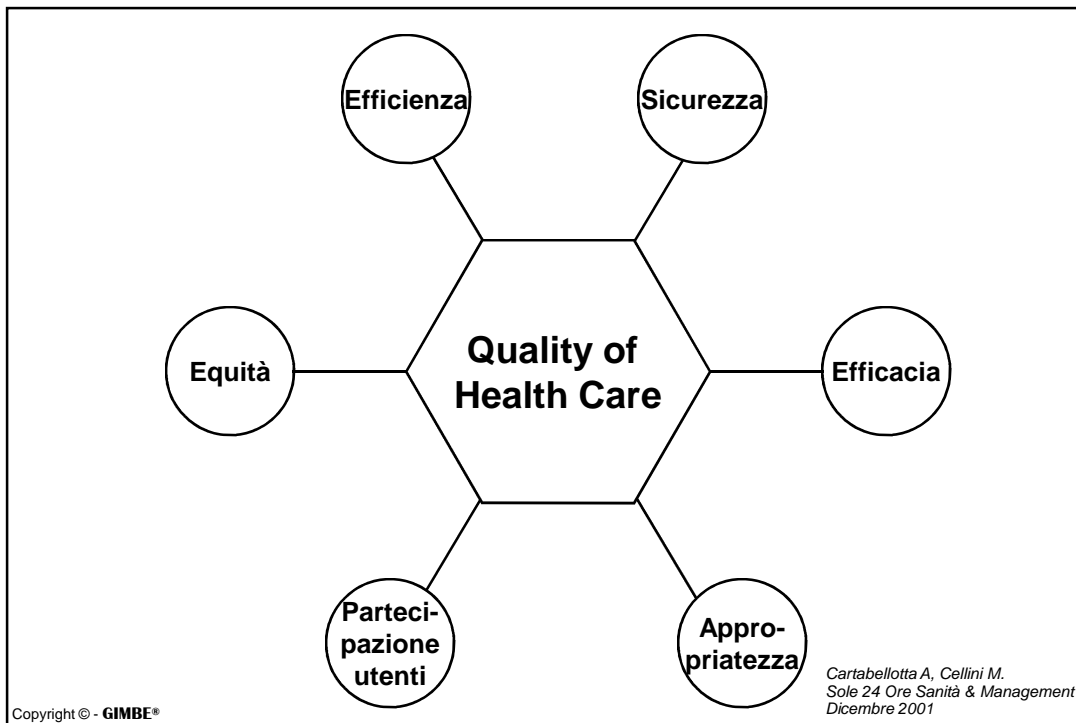 Efficienza
Sicurezza
Equità
Quality of
Health Care
Efficacia
Parteci-
pazione
utenti
Appro-
priatezza
Cartabellotta A, Cellini M.
Sole 24 Ore Sanità & Management
Dicembre 2001
Copyright © - GIMBE®